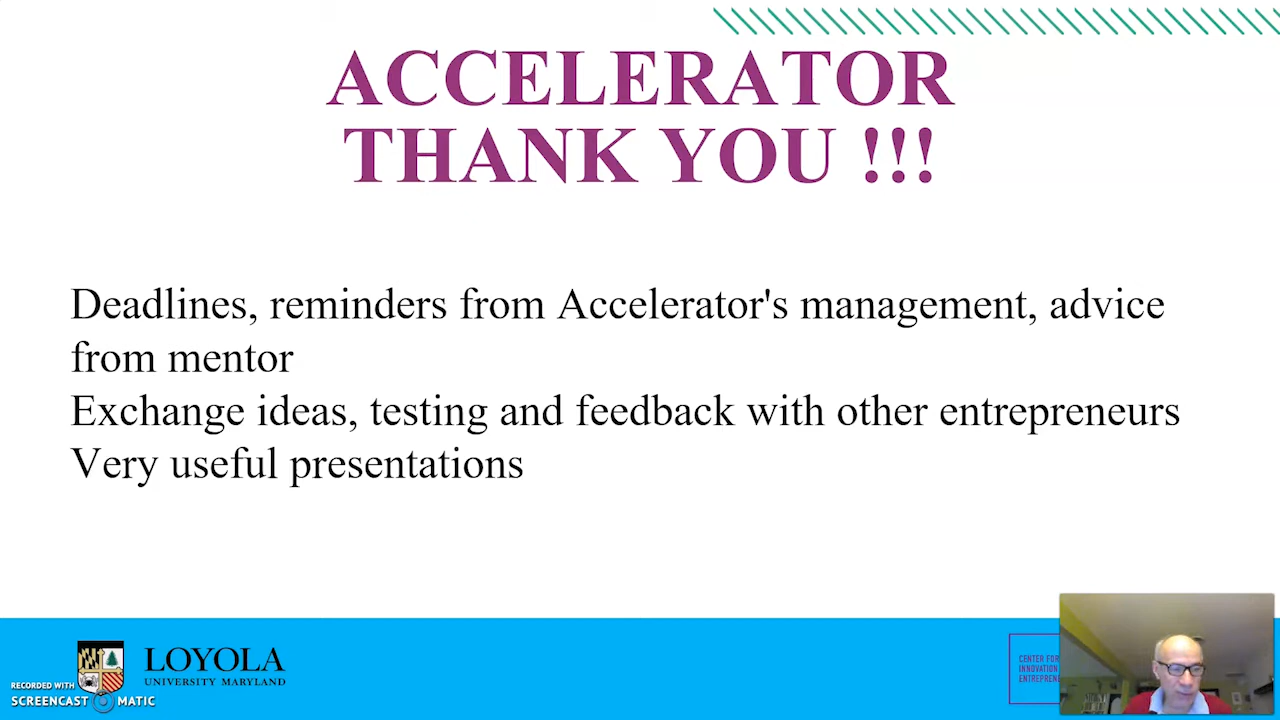 ACCELERATOR
THANK YOU !!!
Deadlines, reminders from Accelerator's management, advice
from mentor
Exchange ideas, testing and feedback with other entrepreneurs
Very useful presentations
LOYOLA
UNIVERSITY MARYLAND
RECORDED WITH
SCREENCAST MATIC
CENTER FOR
INNOVATION